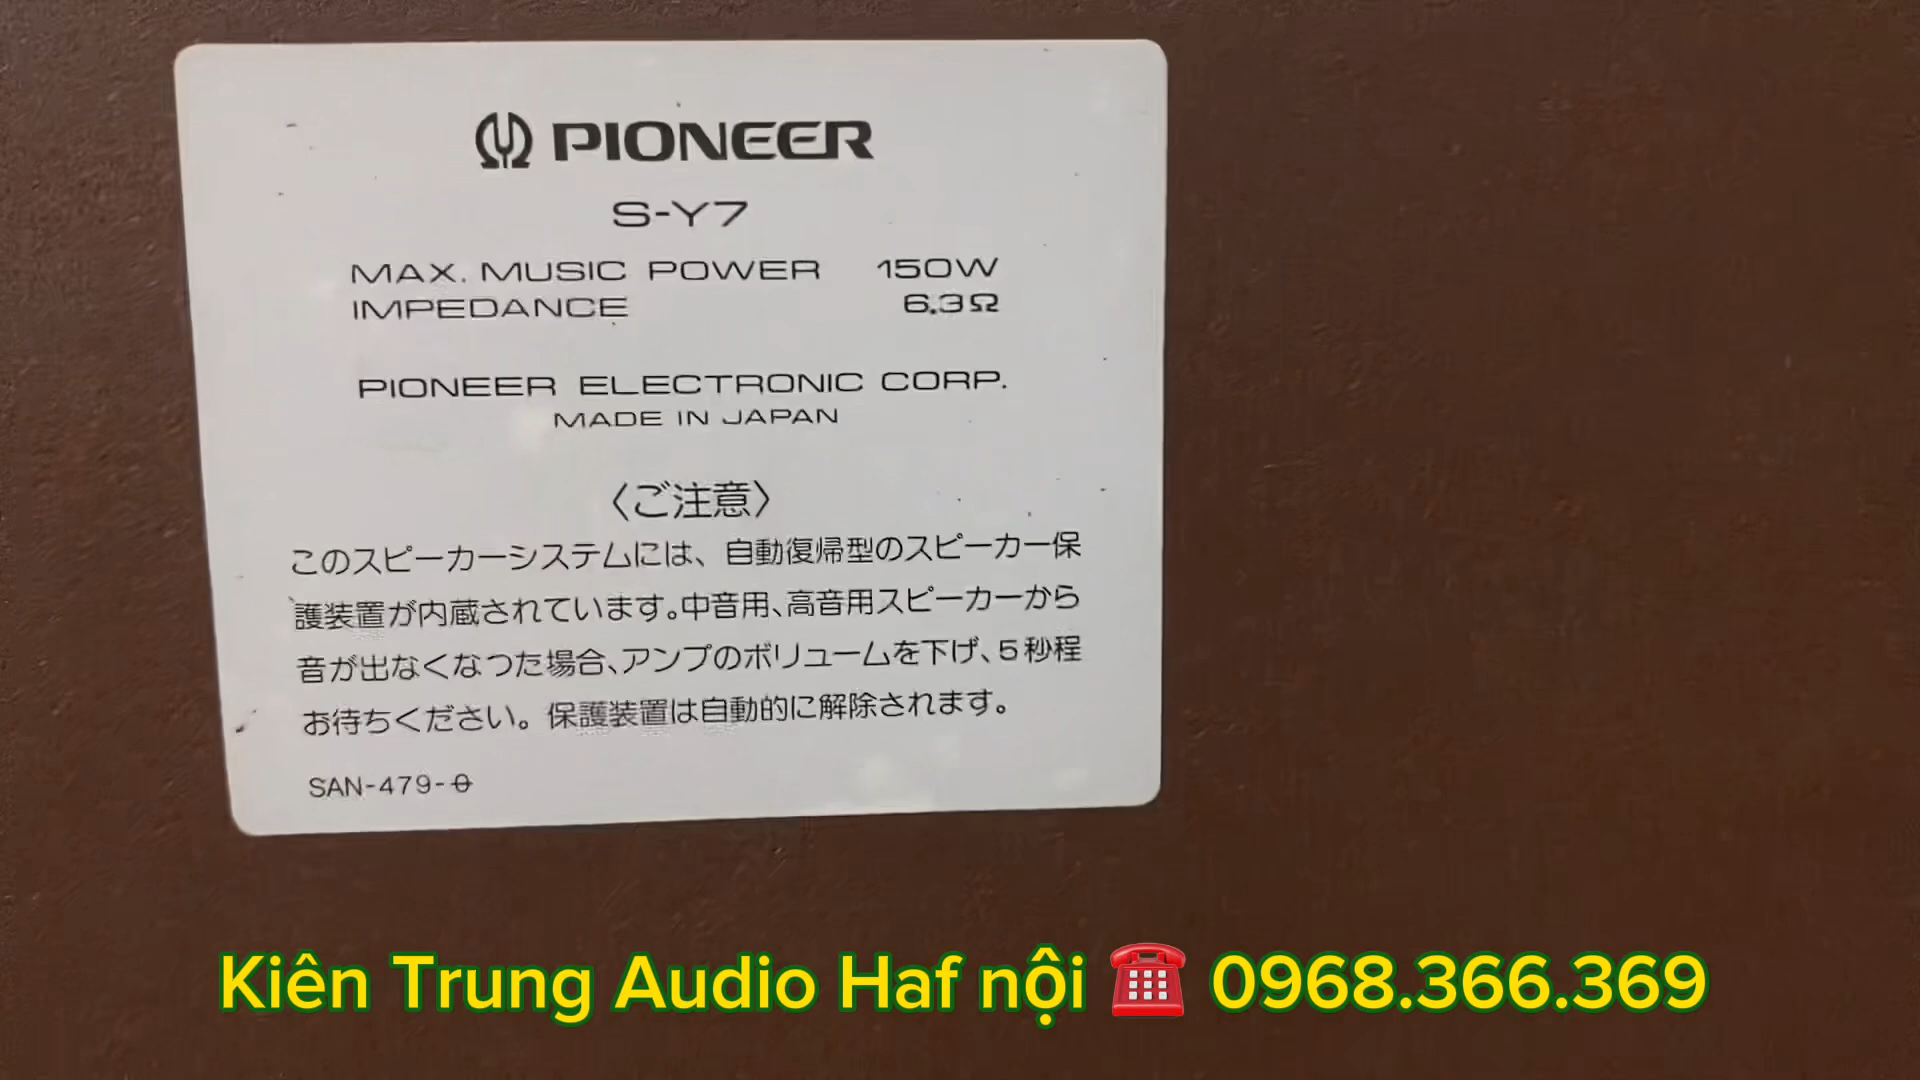 PIONEER
S-Y7
MAX. MUSIC POWER 150W
IMPEDANCE 6.3Ω
PIONEER ELECTRONIC CORP.
MADE IN JAPAN
〈ご注意〉
このスピーカーシステムには、自動復帰型のスピーカー保
護装置が内蔵されています。中音用、高音用スピーカーから
音が出なくなつた場合、アンプのボリュームを下げ、5秒程
お待ちください。保護装置は自動的に解除されます。
SAN-479-0
Kiên Trung Audio Haf nội ☎️ 0968.366.369